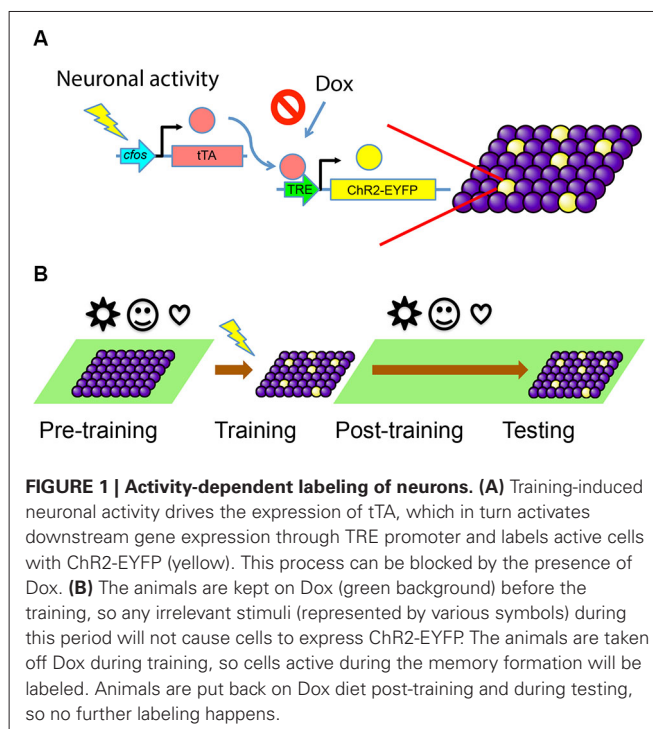 A
Neuronal activity
Dox
cfos
tTA
TRE
ChR2-EYFP
B
Pre-training
Training
Post-training
Testing
FIGURE 1 | Activity-dependent labeling of neurons. (A) Training-induced
neuronal activity drives the expression of tTA, which in turn activates
downstream gene expression through TRE promoter and labels active cells
with ChR2-EYFP (yellow). This process can be blocked by the presence of
Dox. (B) The animals are kept on Dox (green background) before the
training, so any irrelevant stimuli (represented by various symbols) during
this period will not cause cells to express ChR2-EYFP. The animals are taken
off Dox during training, so cells active during the memory formation will be
labeled. Animals are put back on Dox diet post-training and during testing,
so no further labeling happens.